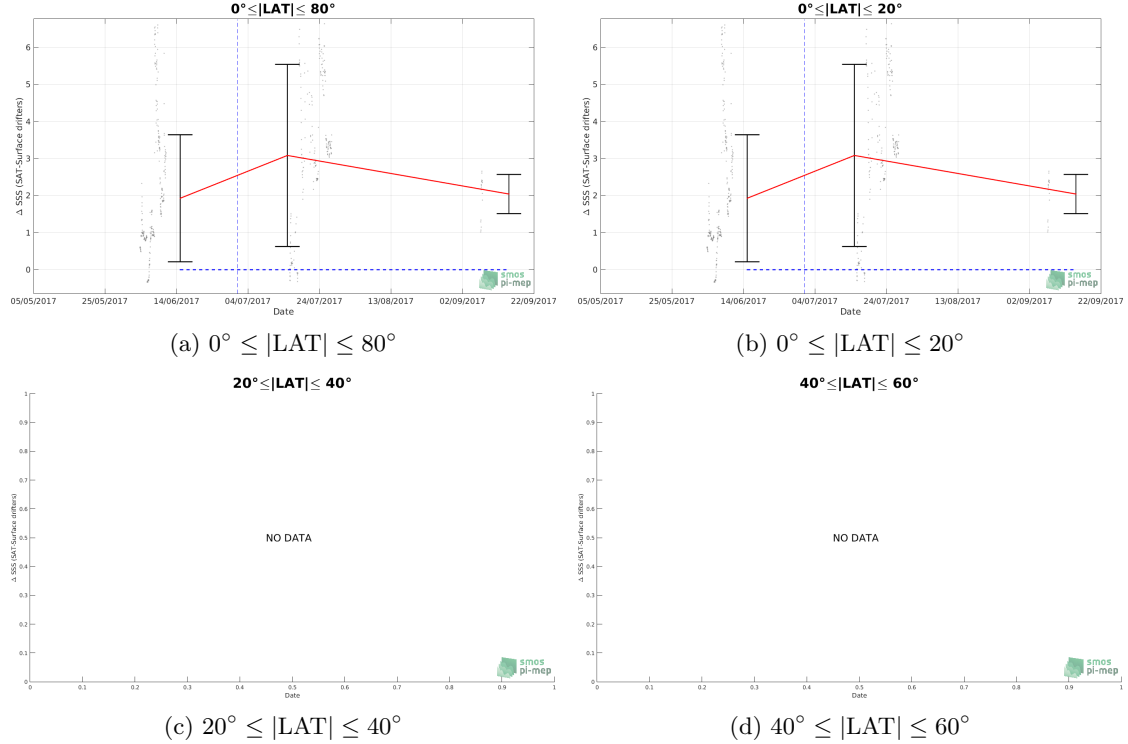 0°≤|LAT|≤ 80°
Δ SSS (SAT-Surface drifters)
6
5
4
3
2
1
0
05/05/2017 25/05/2017 14/06/2017 04/07/2017 24/07/2017 13/08/2017 02/09/2017 22/09/2017
Date
smos
pi-mep
(a) 0° ≤ |LAT| ≤ 80°
0°≤|LAT|≤ 20°
Δ SSS (SAT-Surface drifters)
6
5
4
3
2
1
0
05/05/2017 25/05/2017 14/06/2017 04/07/2017 24/07/2017 13/08/2017 22/09/2017 22/09/2017
Date
smos
pi-mep
(b) 0° ≤ |LAT| ≤ 20°
20°≤|LAT|≤ 40°
Δ SSS (SAT-Surface drifters)
1
0.9
0.8
0.7
0.6
0.5
0.4
0.3
0.2
0.1
0
NO DATA
0 0.1 0.2 0.3 0.4 0.5 0.6 0.7 0.8 0.9 1
Date
smos
pi-mep
(c) 20° ≤ |LAT| ≤ 40°
40°≤|LAT|≤ 60°
Δ SSS (SAT-Surface drifters)
1
0.9
0.8
0.7
0.6
0.5
0.4
0.3
0.2
0.1
0
NO DATA
0 0.1 0.2 0.3 0.4 0.5 0.6 0.7 0.8 0.9 1
Date
smos
pi-mep
(d) 40° ≤ |LAT| ≤ 60°